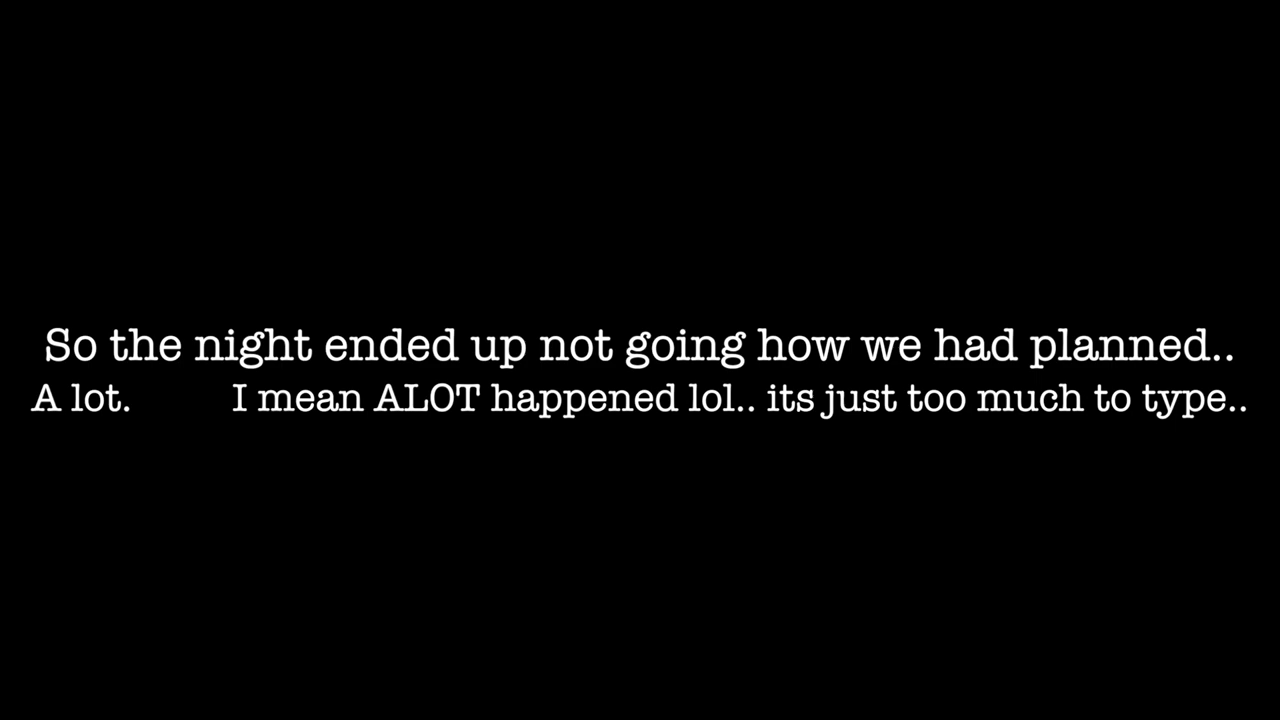 So the night ended up not going how we had planned..
A lot. I mean ALOT happened lol.. its just too much to type..